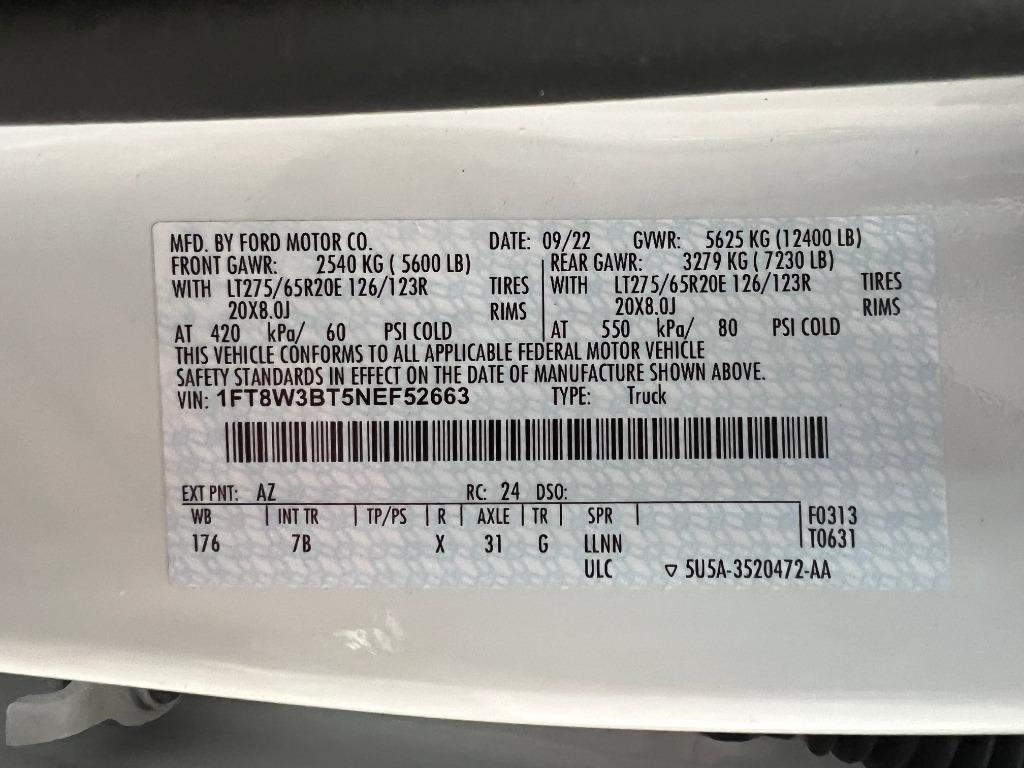 MFD. BY FORD MOTOR CO. DATE: 09/22 GVWR: 5625 KG (12400 LB)
FRONT GAWR: 2540 KG ( 5600 LB) REAR GAWR: 3279 KG ( 7230 LB)
WITH LT275/65R20E 126/123R TIRES WITH LT275/65R20E 126/123R TIRES
20X8.0J RIMS 20X8.0J RIMS
AT 420 kPa/ 60 PSI COLD AT 550 kPa/ 80 PSI COLD
THIS VEHICLE CONFORMS TO ALL APPLICABLE FEDERAL MOTOR VEHICLE
SAFETY STANDARDS IN EFFECT ON THE DATE OF MANUFACTURE SHOWN ABOVE.
VIN: 1FT8W3BT5NEF52663 TYPE: Truck
EXT PNT: AZ RC: 24 DSO:
WB INT TR TP/PS R AXLE TR SPR F0313
176 7B X 31 G LLNN T0631
ULC ▽ 5U5A-3520472-AA